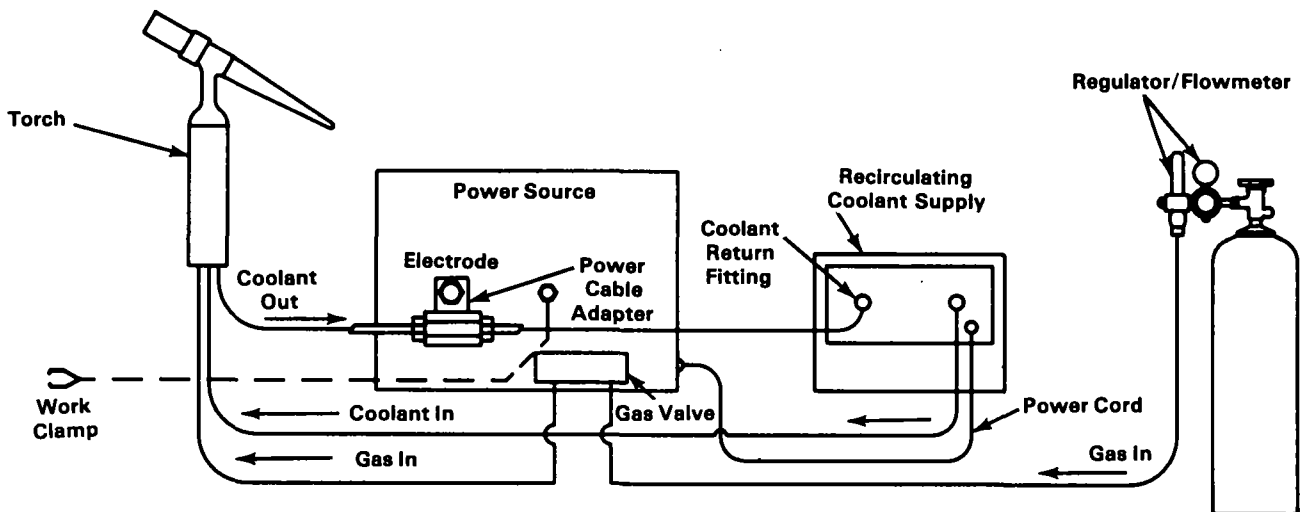 Regulator/Flowmeter
Torch
Power Source
Recirculating
Coolant Supply
Coolant
Return
Fitting
Electrode
Power
Cable
Adapter
Coolant
Out
Work
Clamp
Coolant In
Gas Valve
Power Cord
Gas In
Gas In